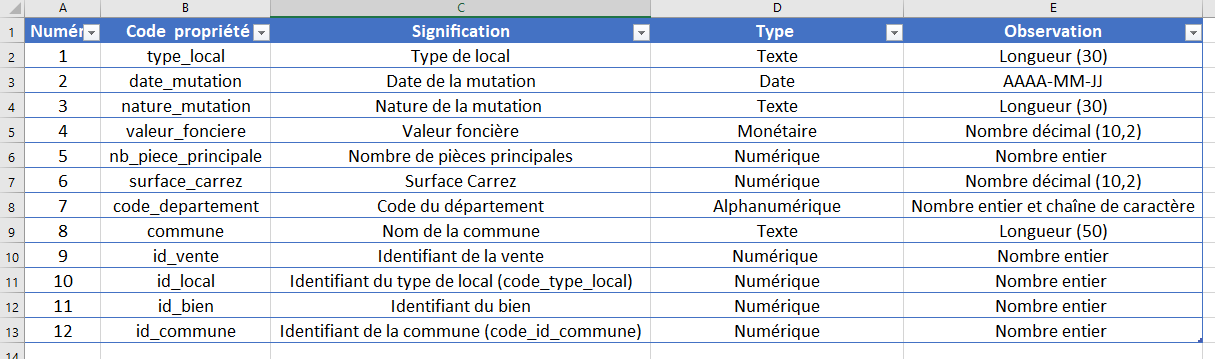 A B C D E
1 Numér Code propriété Signification Type Observation
2 1 type_local Type de local Texte Longueur (30)
3 2 date_mutation Date de la mutation Date AAAA-MM-JJ
4 3 nature_mutation Nature de la mutation Texte Longueur (30)
5 4 valeur_fonciere Valeur foncière Monétaire Nombre décimal (10,2)
6 5 nb_piece_principale Nombre de pièces principales Numérique Nombre entier
7 6 surface_carrez Surface Carrez Numérique Nombre décimal (10,2)
8 7 code_departement Code du département Alphanumérique Nombre entier et chaîne de caractère
9 8 commune Nom de la commune Texte Longueur (50)
10 9 id_vente Identifiant de la vente Numérique Nombre entier
11 10 id_local Identifiant du type de local (code_type_local) Numérique Nombre entier
12 11 id_bien Identifiant du bien Numérique Nombre entier
13 12 id_commune Identifiant de la commune (code_id_commune) Numérique Nombre entier
14